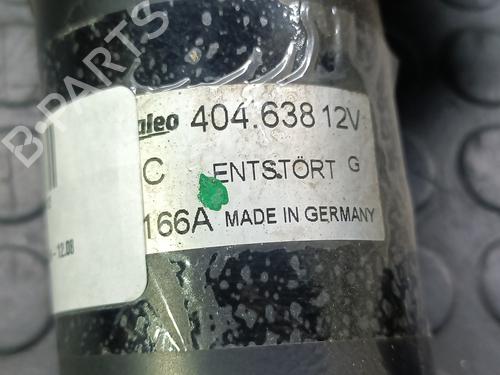 B-PARTS
aleo 404.638 12V
C ENTSTÖRT G
166A MADE IN GERMANY
- 12.08